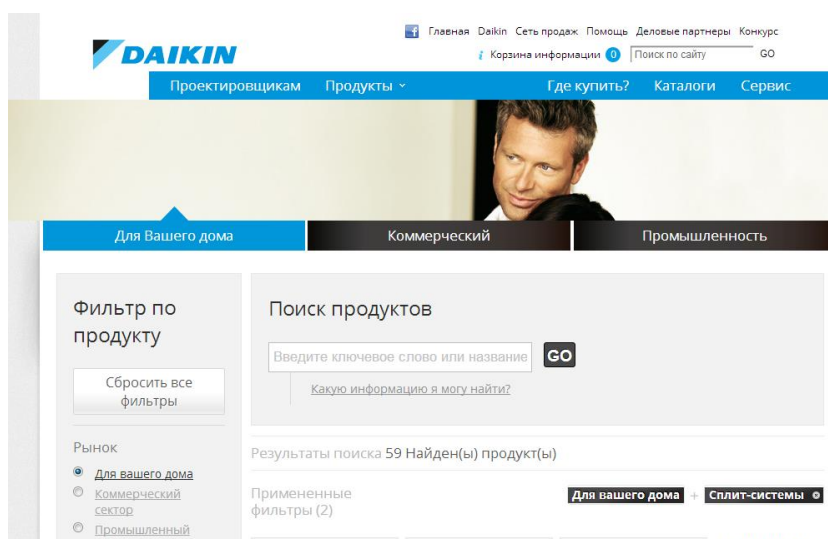 Главная Daikin Сеть продаж Помощь Деловые партнеры Конкурс
DAIKIN
i Корзина информации 0 Поиск по сайту GO
Проектировщикам Продукты Где купить? Каталоги Сервис
Для Вашего дома Коммерческий Промышленность
Фильтр по
продукту
Сбросить все
фильтры
Рынок
Для вашего дома
Коммерческий
сектор
Промышленный
Поиск продуктов
Введите ключевое слово или название GO
Какую информацию я могу найти?
Результаты поиска 59 Найден(ы) продукт(ы)
Примененные
фильтры (2)
Для вашего дома + Сплит-системы